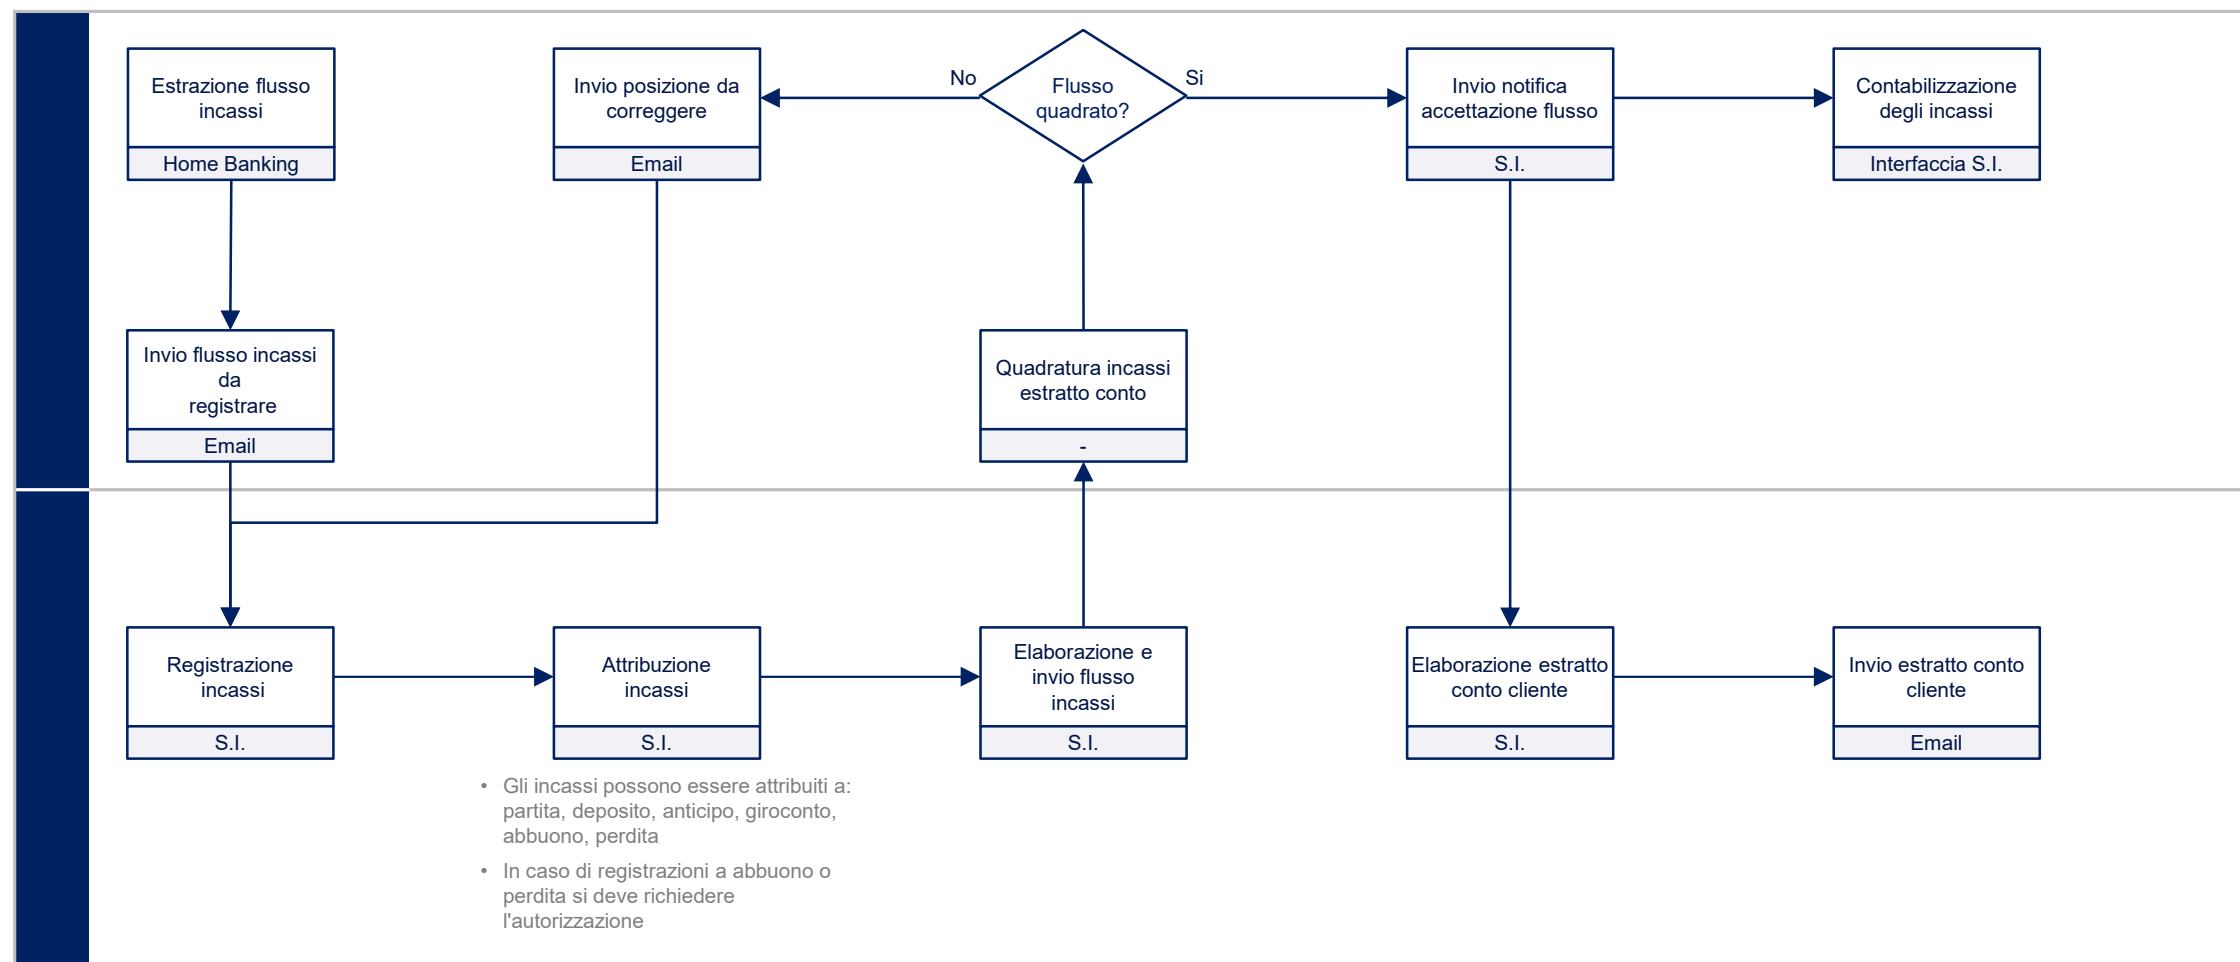 Estrazione flusso
incassi
Home Banking
Invio posizione da
correggere
Email
No
Flusso
quadrato?
Si
Invio notifica
accettazione flusso
S.I.
Contabilizzazione
degli incassi
Interfaccia S.I.
Invio flusso incassi
da
registrare
Email
Quadratura incassi
estratto conto
-
Registrazione
incassi
S.I.
Attribuzione
incassi
S.I.
Elaborazione e
invio flusso
incassi
S.I.
Elaborazione estratto
conto cliente
S.I.
Invio estratto conto
cliente
Email
• Gli incassi possono essere attribuiti a:
partita, deposito, anticipo, giroconto,
abbuono, perdita
• In caso di registrazioni a abbuono o
perdita si deve richiedere
l'autorizzazione